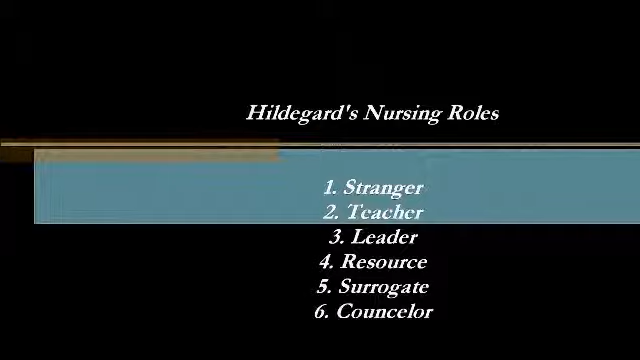 Hildegard's Nursing Roles
1. Stranger
2. Teacher
3. Leader
4. Resource
5. Surrogate
6. Councelor